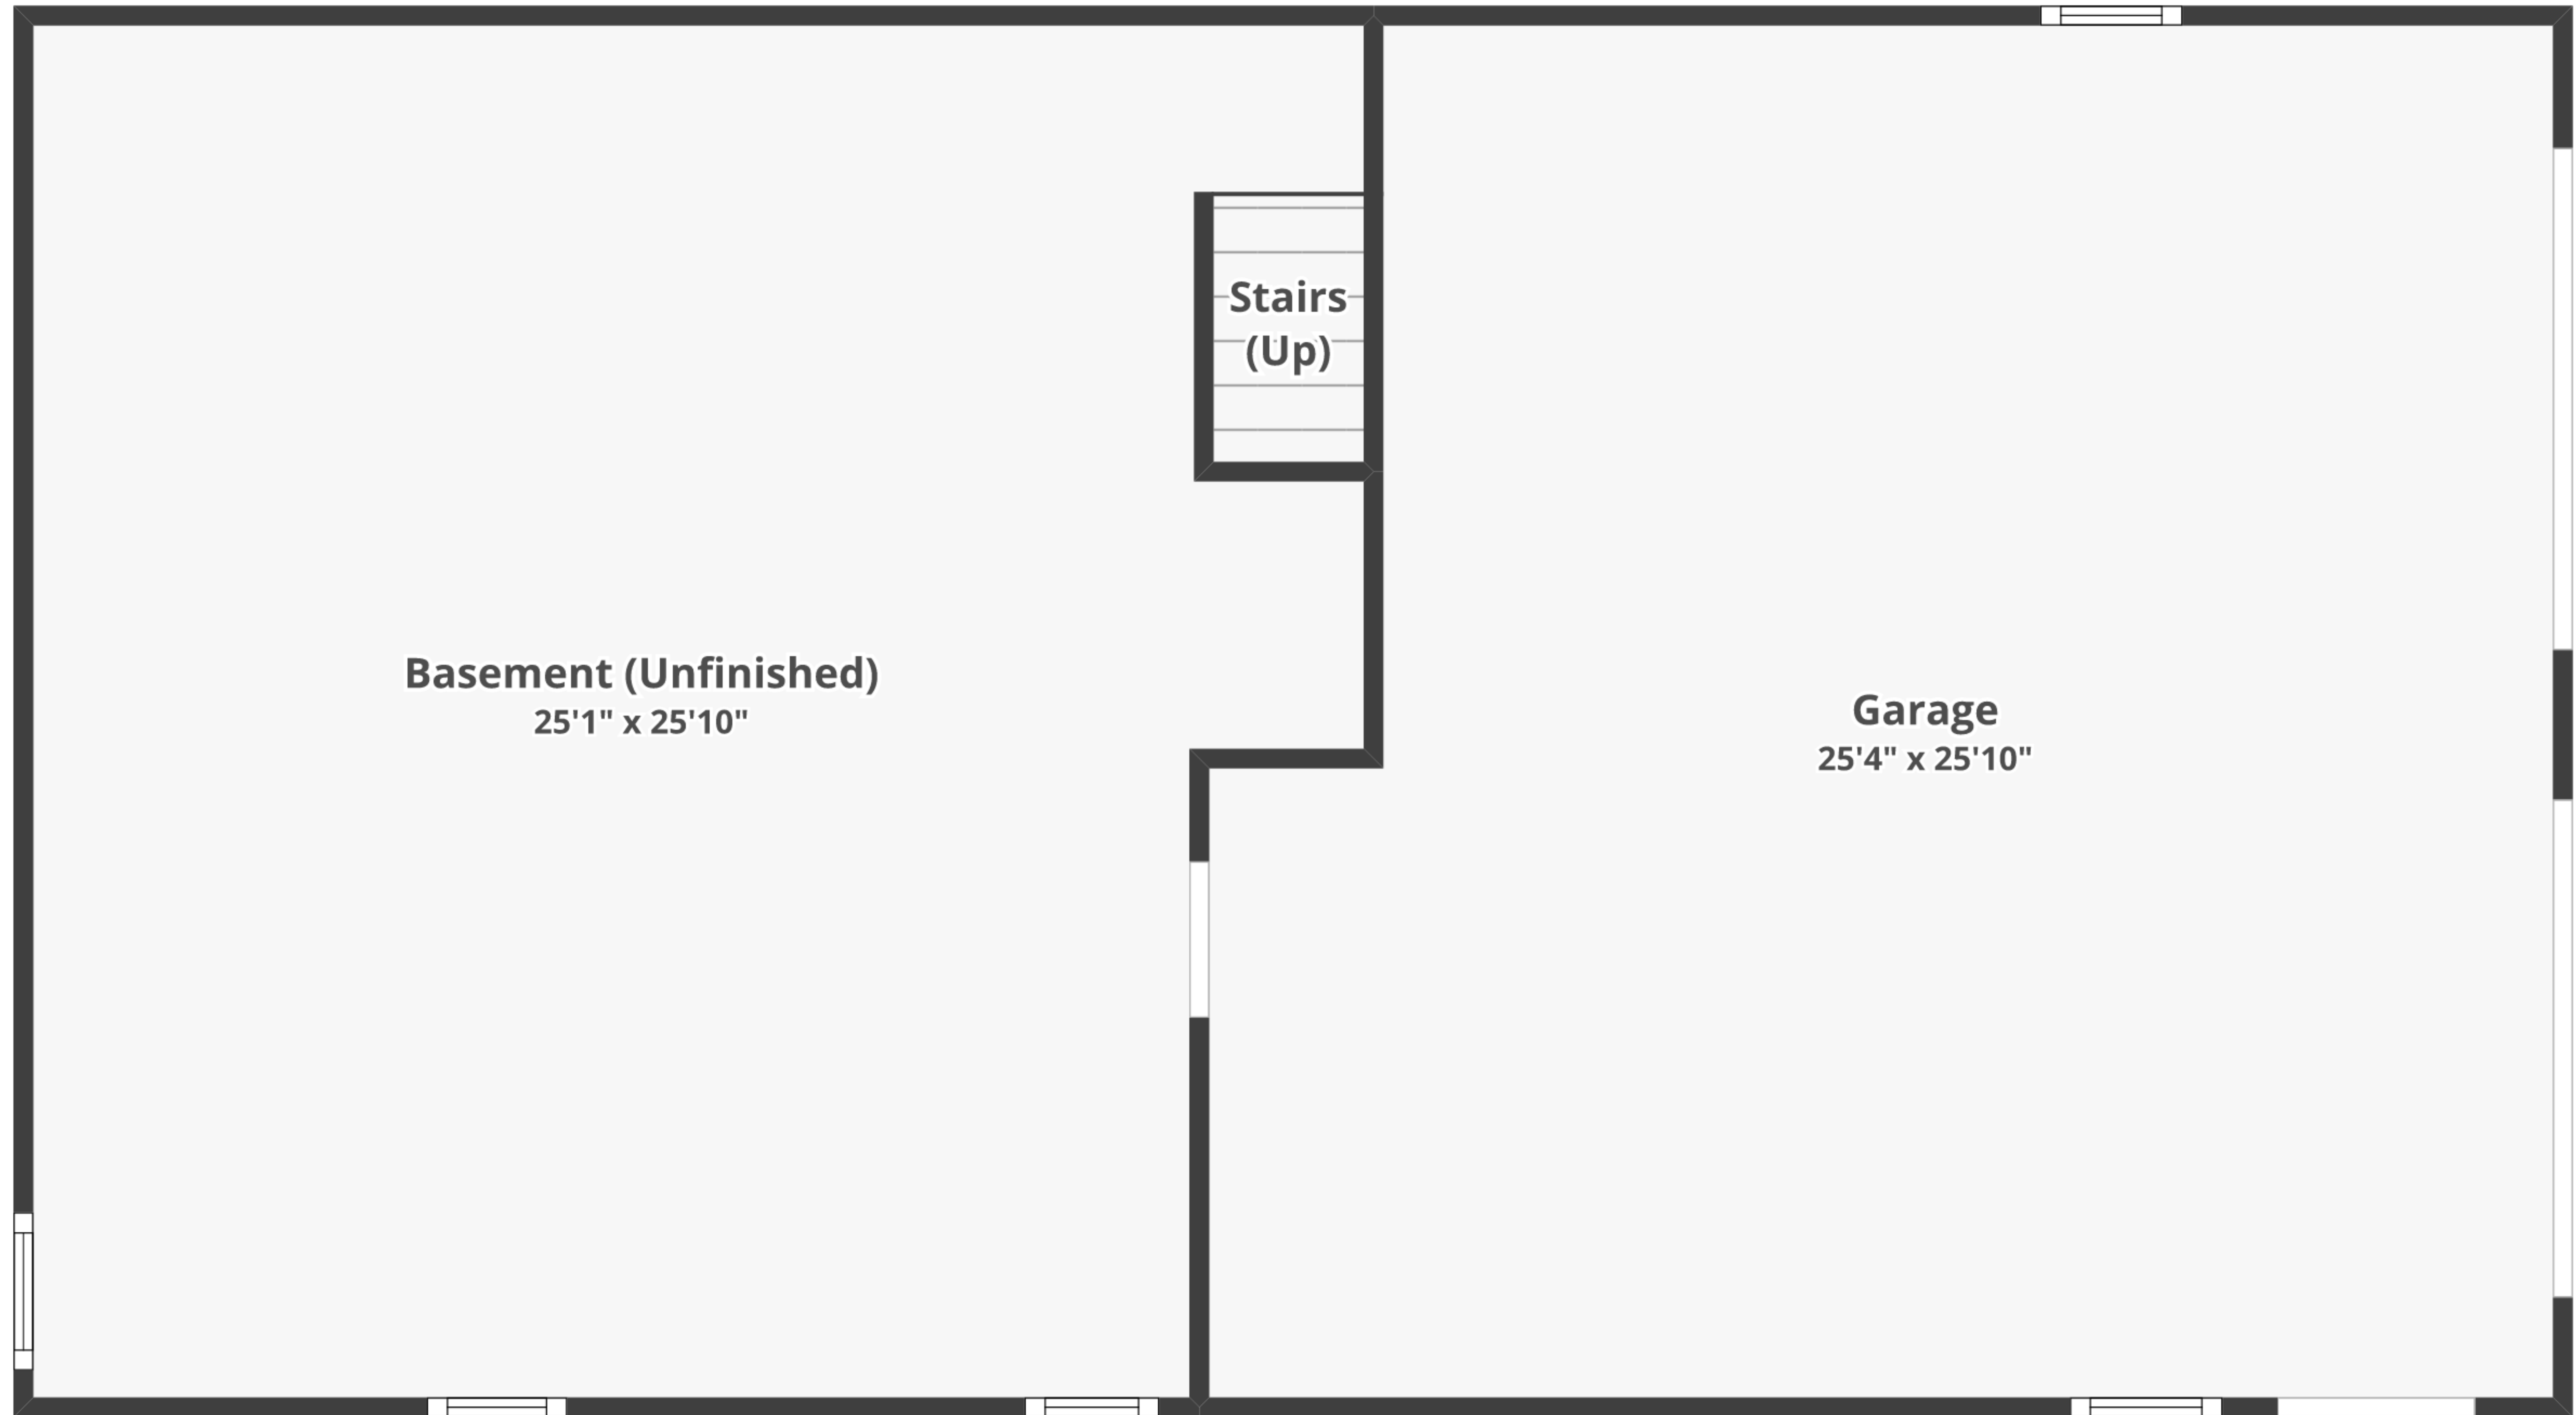 Stairs
(Up)
Basement (Unfinished)
25'1" x 25'10"
Garage
25'4" x 25'10"